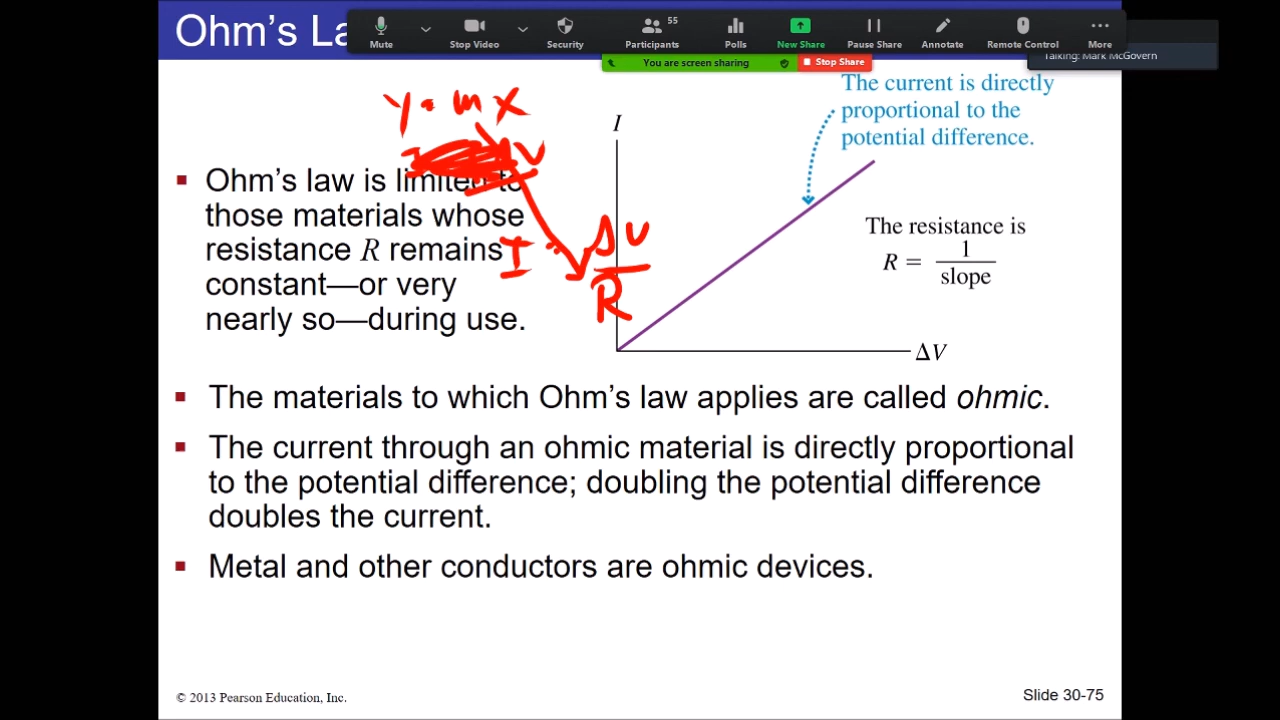 Ohm's La
Mute
Stop Video
Security
Participants
55
Polls
New Share
Pause Share
Annotate
Remote Control
More
You are screen sharing
Stop Share
Talking: Mark McGovern
The current is directly
proportional to the
potential difference.
y = m x
I
V
Ohm's law is limited to
those materials whose
resistance R remains
constant—or very
nearly so—during use.
I = ΔV
R
The resistance is
R = 1
slope
ΔV
The materials to which Ohm's law applies are called ohmic.
The current through an ohmic material is directly proportional
to the potential difference; doubling the potential difference
doubles the current.
Metal and other conductors are ohmic devices.
© 2013 Pearson Education, Inc.
Slide 30-75